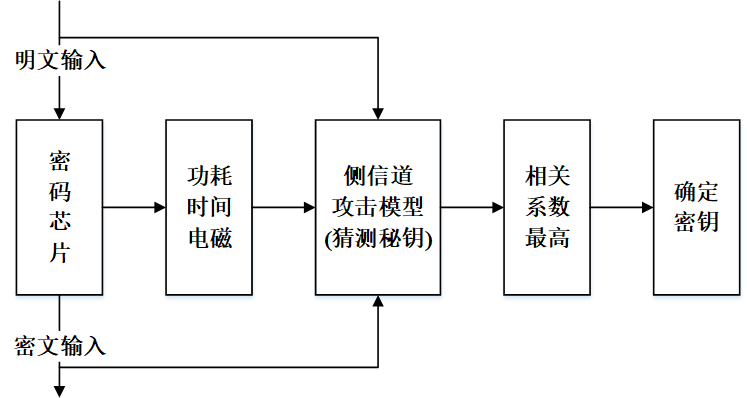 明文输入
密
码
芯
片
功耗
时间
电磁
侧信道
攻击模型
(猜测秘钥)
相关
系数
最高
确定
密钥
密文输入